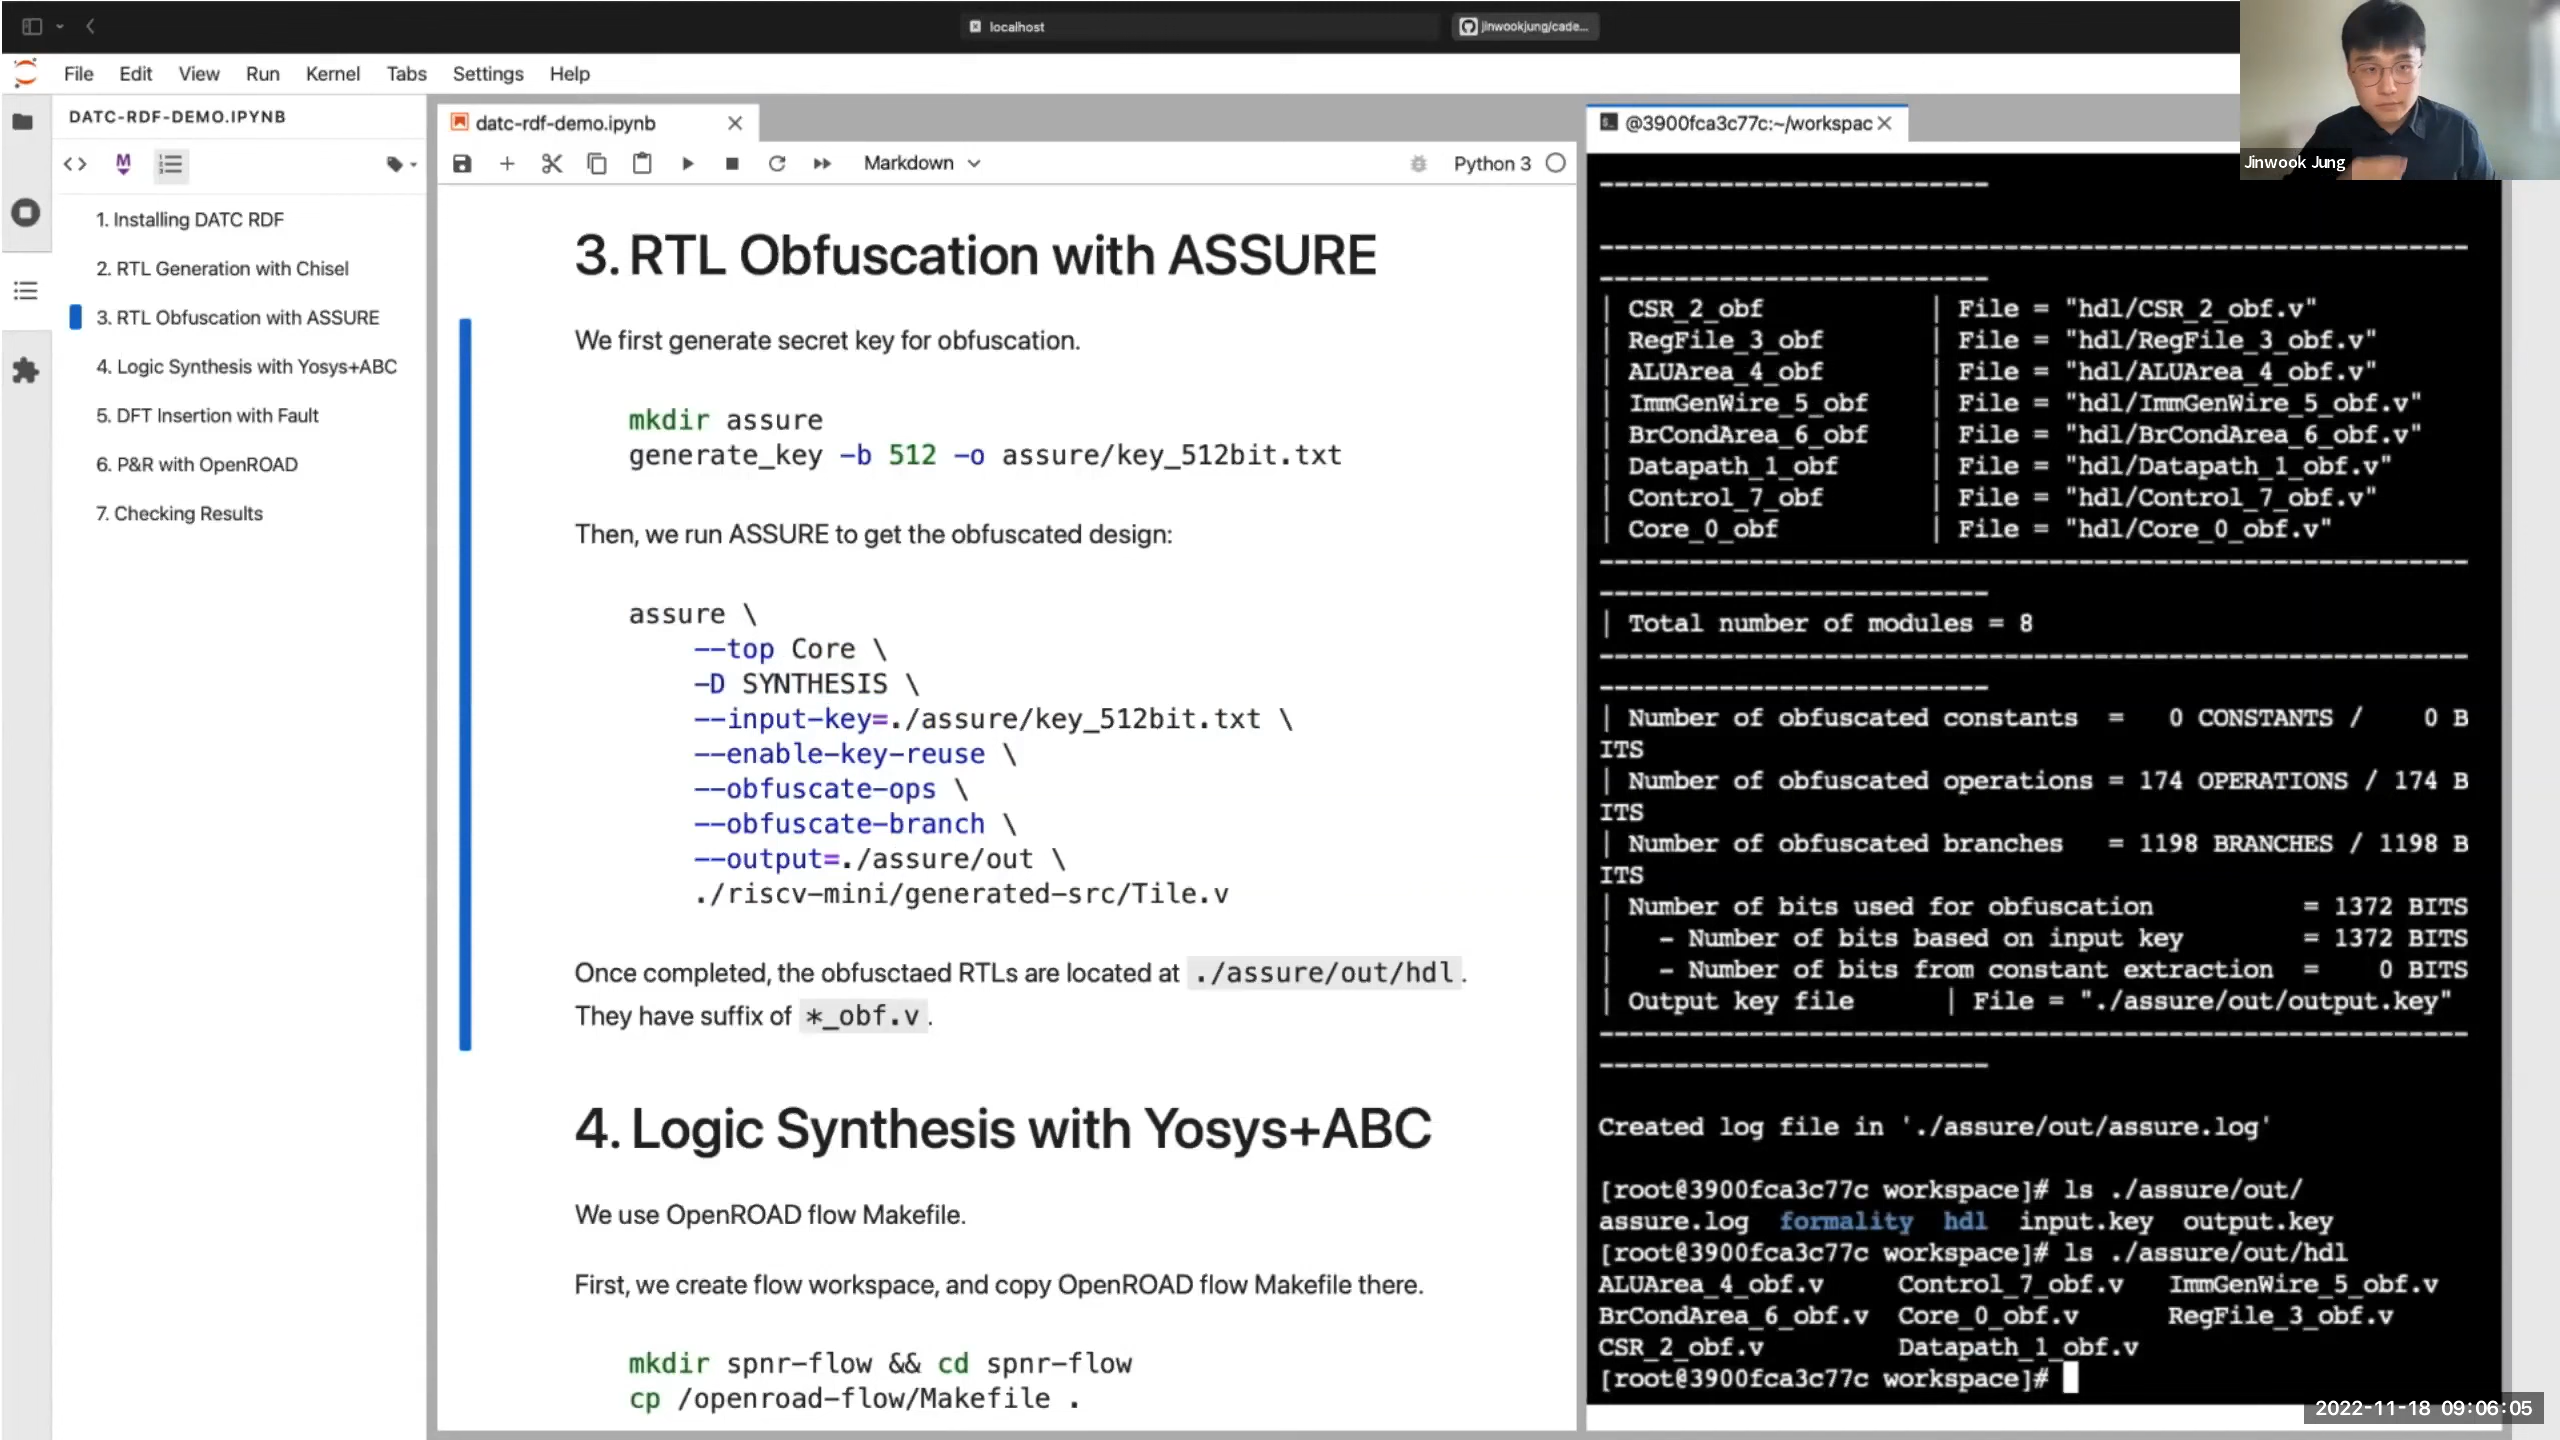 localhost
jinwookjung/cade...
File Edit View Run Kernel Tabs Settings Help
DATC-RDF-DEMO.IPYNB
1. Installing DATC RDF
2. RTL Generation with Chisel
3. RTL Obfuscation with ASSURE
4. Logic Synthesis with Yosys+ABC
5. DFT Insertion with Fault
6. P&R with OpenROAD
7. Checking Results
datc-rdf-demo.ipynb
Markdown
Python 3
3. RTL Obfuscation with ASSURE
We first generate secret key for obfuscation.
mkdir assure
generate_key -b 512 -o assure/key_512bit.txt
Then, we run ASSURE to get the obfuscated design:
assure \
--top Core \
-D SYNTHESIS \
--input-key=./assure/key_512bit.txt \
--enable-key-reuse \
--obfuscate-ops \
--obfuscate-branch \
--output=./assure/out \
./riscv-mini/generated-src/Tile.v
Once completed, the obfusctaed RTLs are located at ./assure/out/hdl.
They have suffix of *_obf.v.
4. Logic Synthesis with Yosys+ABC
We use OpenROAD flow Makefile.
First, we create flow workspace, and copy OpenROAD flow Makefile there.
mkdir spnr-flow && cd spnr-flow
cp /openroad-flow/Makefile .
@3900fca3c77c:~/workspac
--------------------------
----------------------------------------------------------
--------------------------
| CSR_2_obf | File = "hdl/CSR_2_obf.v"
| RegFile_3_obf | File = "hdl/RegFile_3_obf.v"
| ALUArea_4_obf | File = "hdl/ALUArea_4_obf.v"
| ImmGenWire_5_obf | File = "hdl/ImmGenWire_5_obf.v"
| BrCondArea_6_obf | File = "hdl/BrCondArea_6_obf.v"
| Datapath_1_obf | File = "hdl/Datapath_1_obf.v"
| Control_7_obf | File = "hdl/Control_7_obf.v"
| Core_0_obf | File = "hdl/Core_0_obf.v"
----------------------------------------------------------
--------------------------
| Total number of modules = 8
----------------------------------------------------------
--------------------------
| Number of obfuscated constants = 0 CONSTANTS / 0 B
ITS
| Number of obfuscated operations = 174 OPERATIONS / 174 B
ITS
| Number of obfuscated branches = 1198 BRANCHES / 1198 B
ITS
| Number of bits used for obfuscation = 1372 BITS
| - Number of bits based on input key = 1372 BITS
| - Number of bits from constant extraction = 0 BITS
| Output key file | File = "./assure/out/output.key"
----------------------------------------------------------
--------------------------
Created log file in './assure/out/assure.log'
[root@3900fca3c77c workspace]# ls ./assure/out/
assure.log formality hdl input.key output.key
[root@3900fca3c77c workspace]# ls ./assure/out/hdl
ALUArea_4_obf.v Control_7_obf.v ImmGenWire_5_obf.v
BrCondArea_6_obf.v Core_0_obf.v RegFile_3_obf.v
CSR_2_obf.v Datapath_1_obf.v
[root@3900fca3c77c workspace]#
Jinwook Jung
2022-11-18 09:06:05